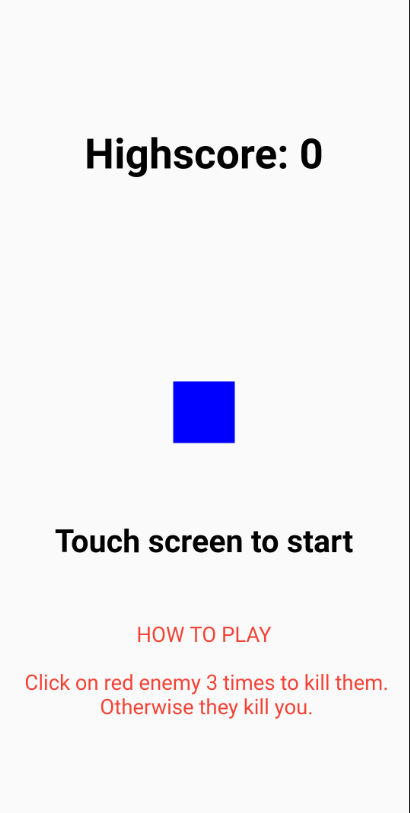 Highscore: 0
Touch screen to start
HOW TO PLAY
Click on red enemy 3 times to kill them.
Otherwise they kill you.